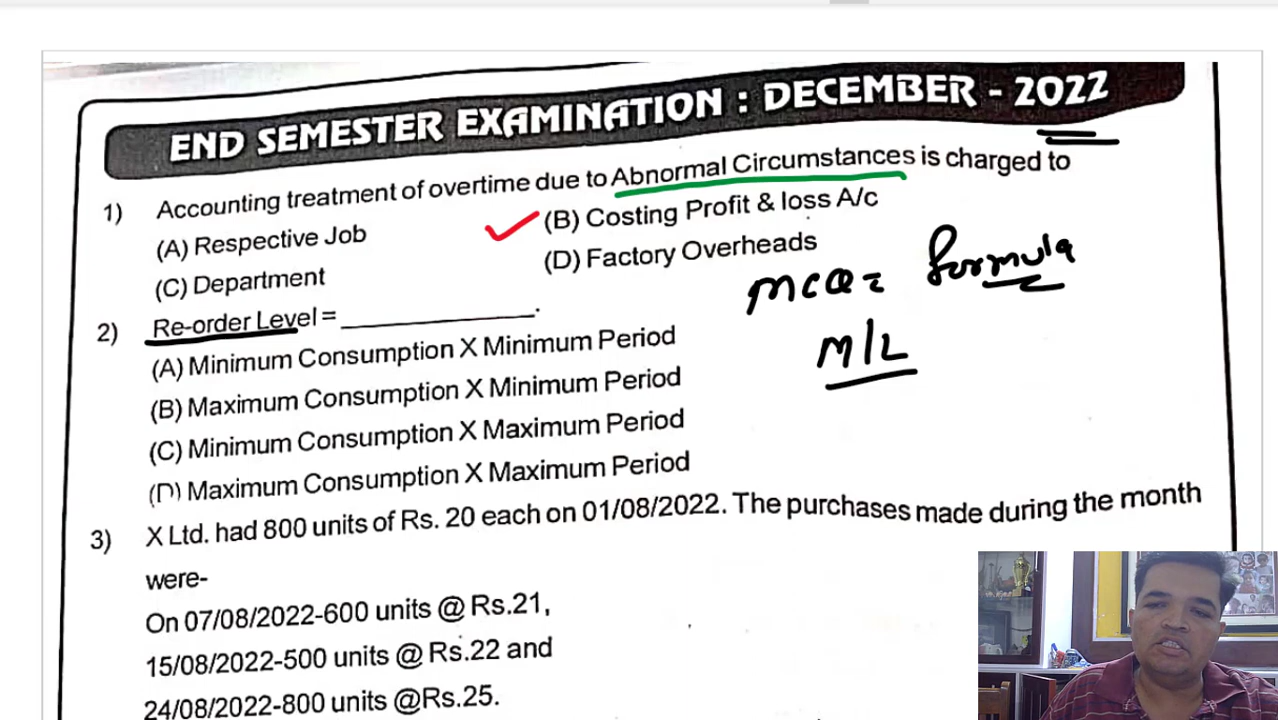 END SEMESTER EXAMINATION : DECEMBER - 2022
1) Accounting treatment of overtime due to Abnormal Circumstances is charged to
(A) Respective Job
(B) Costing Profit & loss A/c
(C) Department
(D) Factory Overheads
mcq = formula
M/L
2) Re-order Level = ____________.
(A) Minimum Consumption X Minimum Period
(B) Maximum Consumption X Minimum Period
(C) Minimum Consumption X Maximum Period
(D) Maximum Consumption X Maximum Period
3) X Ltd. had 800 units of Rs. 20 each on 01/08/2022. The purchases made during the month
were-
On 07/08/2022-600 units @ Rs.21,
15/08/2022-500 units @ Rs.22 and
24/08/2022-800 units @Rs.25.